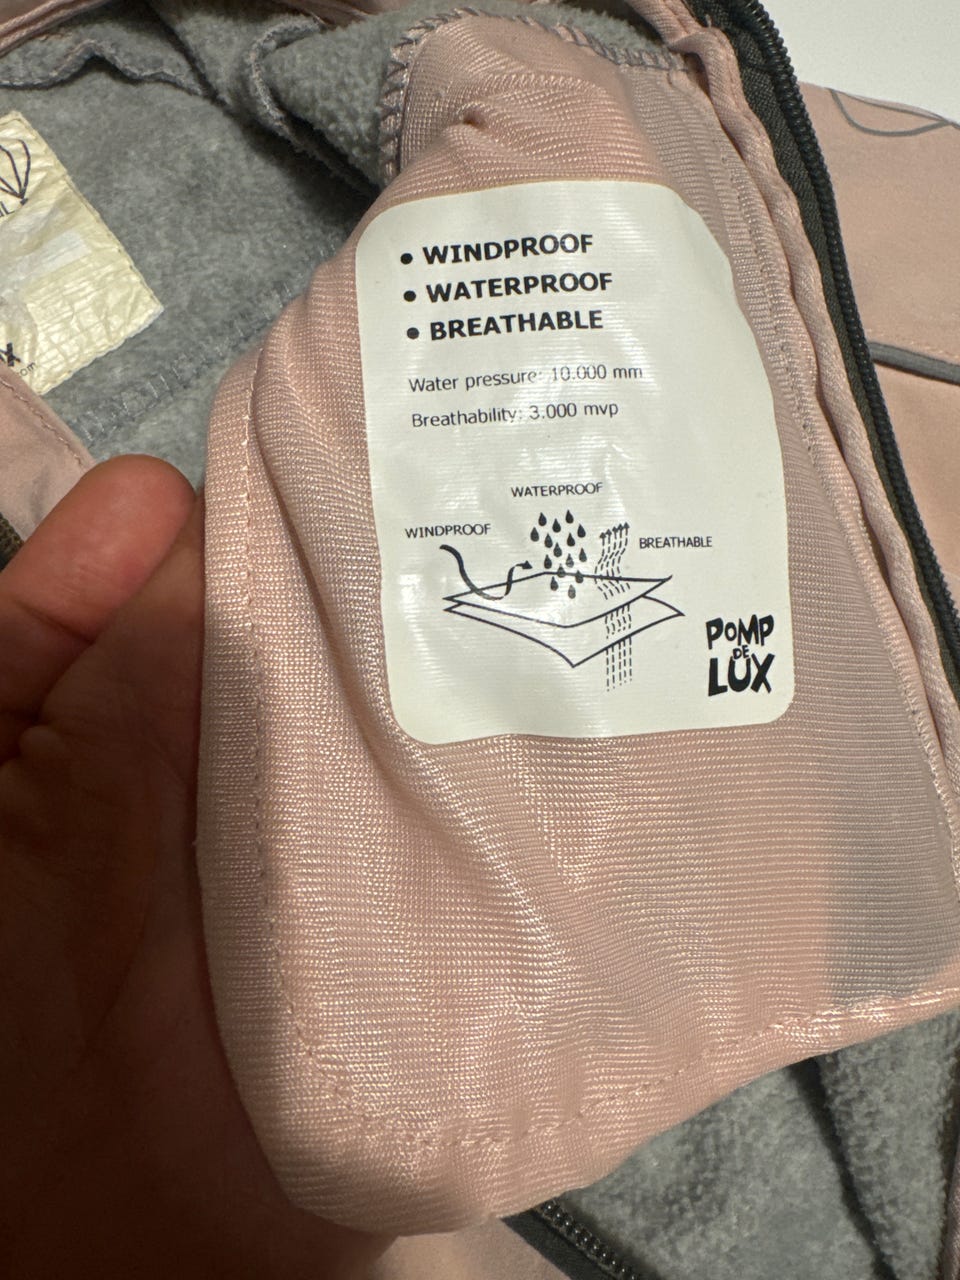 • WINDPROOF
• WATERPROOF
• BREATHABLE
Water pressure: 10.000 mm
Breathability: 3.000 mvp
WATERPROOF
WINDPROOF
BREATHABLE
POMP
DE
LUX